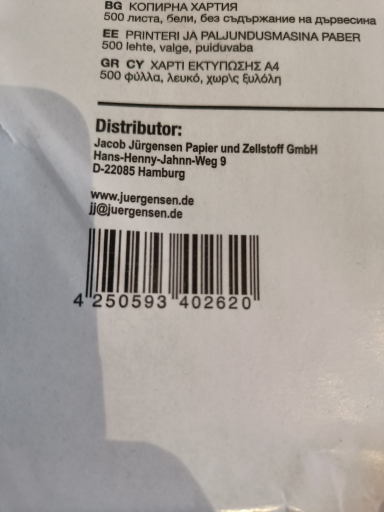 BG КОПИРНА ХАРТИЯ
500 листа, бели, без съдържание на дървесина
EE PRINTERI JA PALJUNDUSMASINA PABER
500 lehte, valge, puiduvaba
GR CY ΧΑΡΤΙ ΕΚΤΥΠΩΣΗΣ Α4
500 φύλλα, λευκό, χωρίς ξυλόλη
Distributor:
Jacob Jürgensen Papier und Zellstoff GmbH
Hans-Henny-Jahnn-Weg 9
D-22085 Hamburg
www.juergensen.de
jj@juergensen.de
4 250593 402620